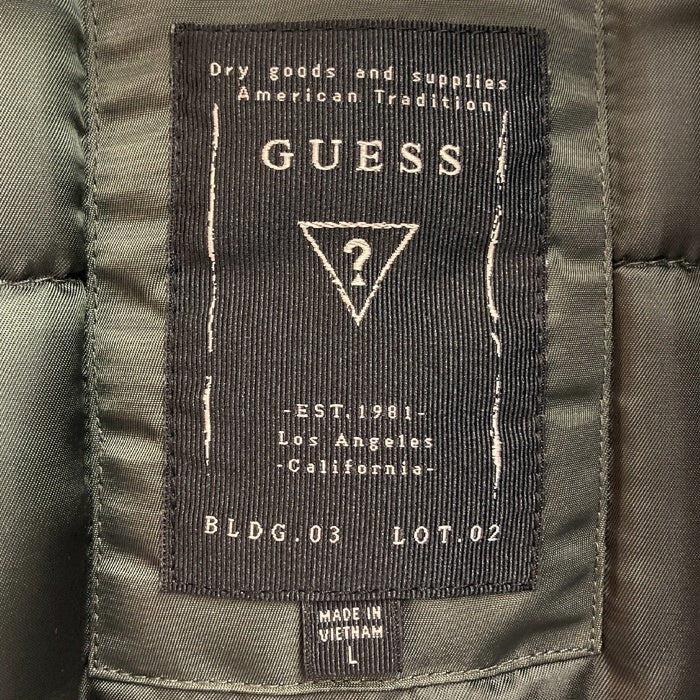 Dry goods and supplies
American Tradition
GUESS
?
-EST.1981-
Los Angeles
-California-
BLDG.03 LOT.02
MADE IN
VIETNAM
L